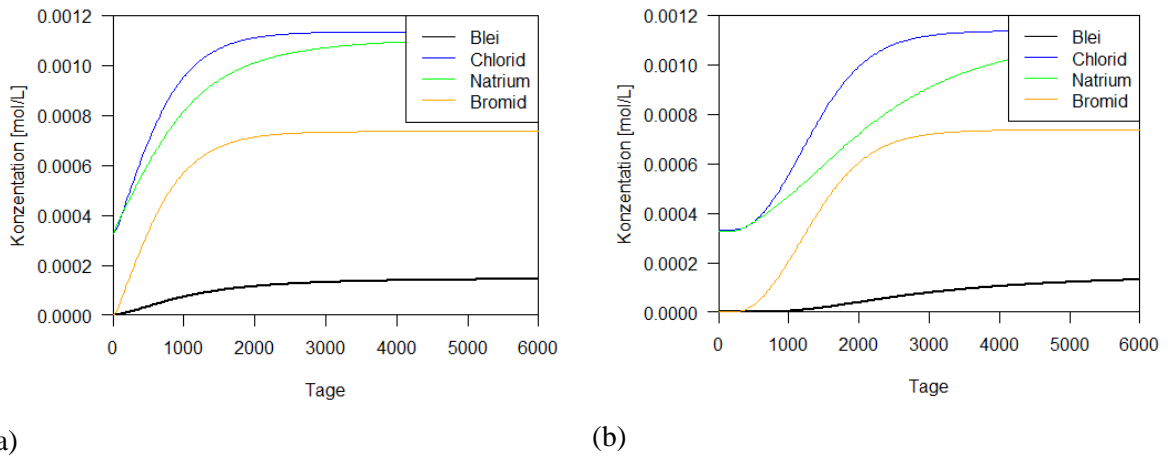 0.0012
0.0010
0.0008
0.0006
0.0004
0.0002
0.0000
Konzentration [mol/L]
Blei
Chlorid
Natrium
Bromid
0 1000 2000 3000 4000 5000 6000
Tage
a)
0.0012
0.0010
0.0008
0.0006
0.0004
0.0002
0.0000
Konzentration [mol/L]
Blei
Chlorid
Natrium
Bromid
0 1000 2000 3000 4000 5000 6000
Tage
(b)